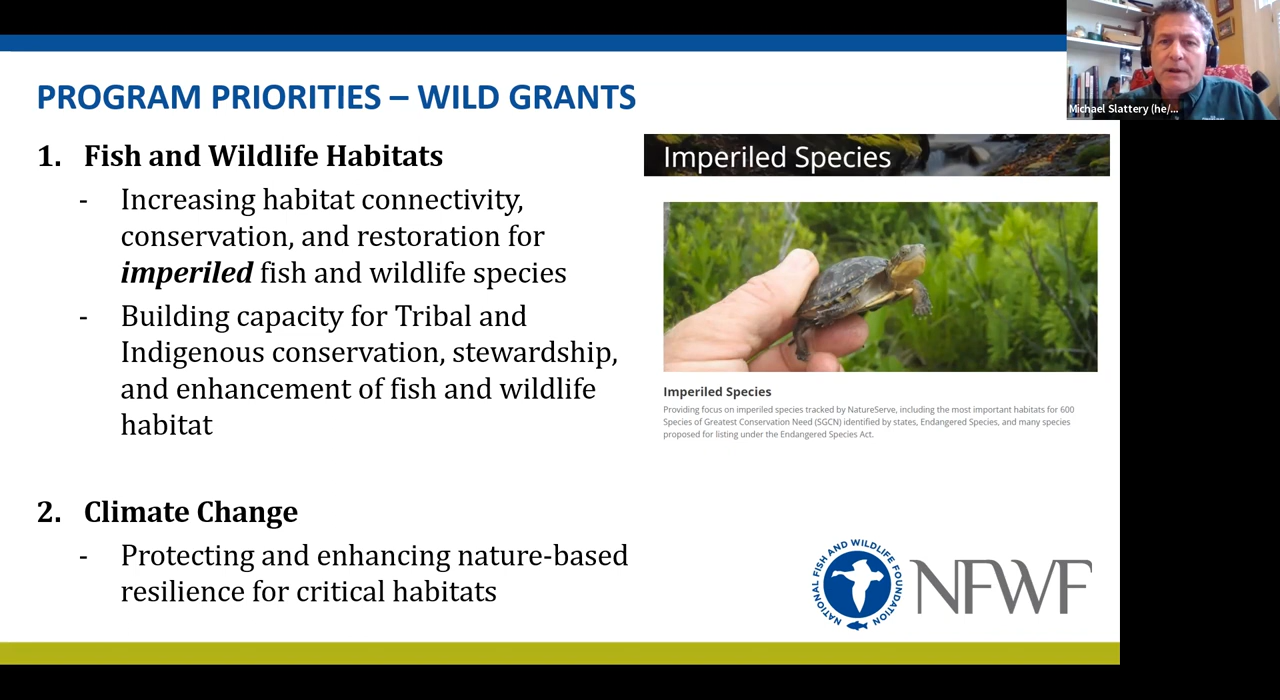 PROGRAM PRIORITIES – WILD GRANTS
Michael Slattery (he/...
1. Fish and Wildlife Habitats
- Increasing habitat connectivity,
conservation, and restoration for
imperiled fish and wildlife species
- Building capacity for Tribal and
Indigenous conservation, stewardship,
and enhancement of fish and wildlife
habitat
2. Climate Change
- Protecting and enhancing nature-based
resilience for critical habitats
Imperiled Species
Imperiled Species
Providing focus on imperiled species tracked by NatureServe, including the most important habitats for 600
Species of Greatest Conservation Need (SGCN) identified by states, Endangered Species, and many species
proposed for listing under the Endangered Species Act.
NATIONAL FISH AND WILDLIFE FOUNDATION
NFWF